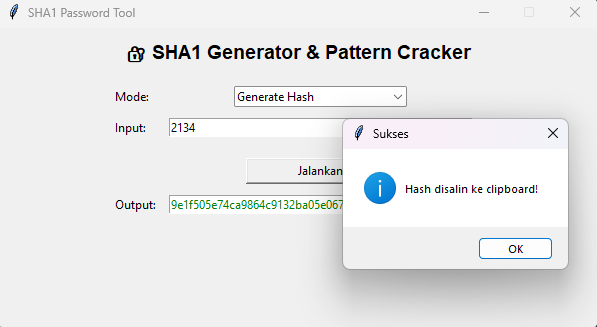 SHA1 Password Tool
SHA1 Generator & Pattern Cracker
Mode:
Generate Hash
Input:
2134
Jalankan
Output:
9e1f505e74ca9864c9132ba05e067
Sukses
Hash disalin ke clipboard!
OK